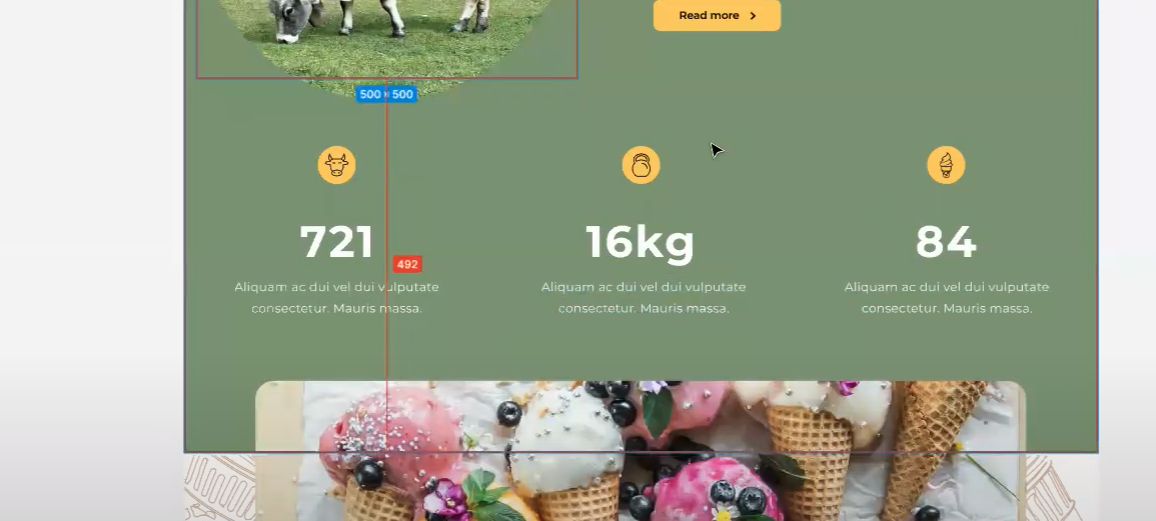 Read more
500 × 500
721
16kg
84
492
Aliquam ac dui vel dui vulputate
consectetur. Mauris massa.
Aliquam ac dui vel dui vulputate
consectetur. Mauris massa.
Aliquam ac dui vel dui vulputate
consectetur. Mauris massa.